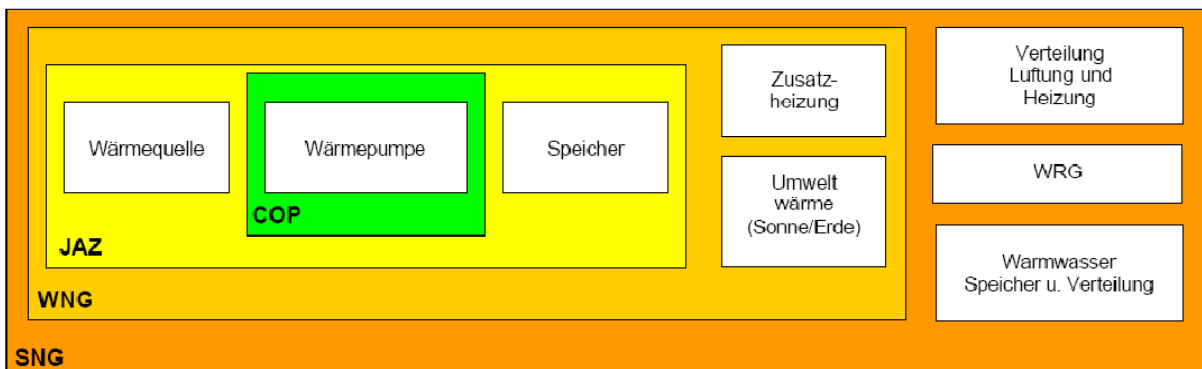 Wärmequelle
Wärmepumpe
Speicher
COP
JAZ
Zusatz-
heizung
Umwelt
wärme
(Sonne/Erde)
WNG
Verteilung
Lüftung und
Heizung
WRG
Warmwasser
Speicher u. Verteilung
SNG